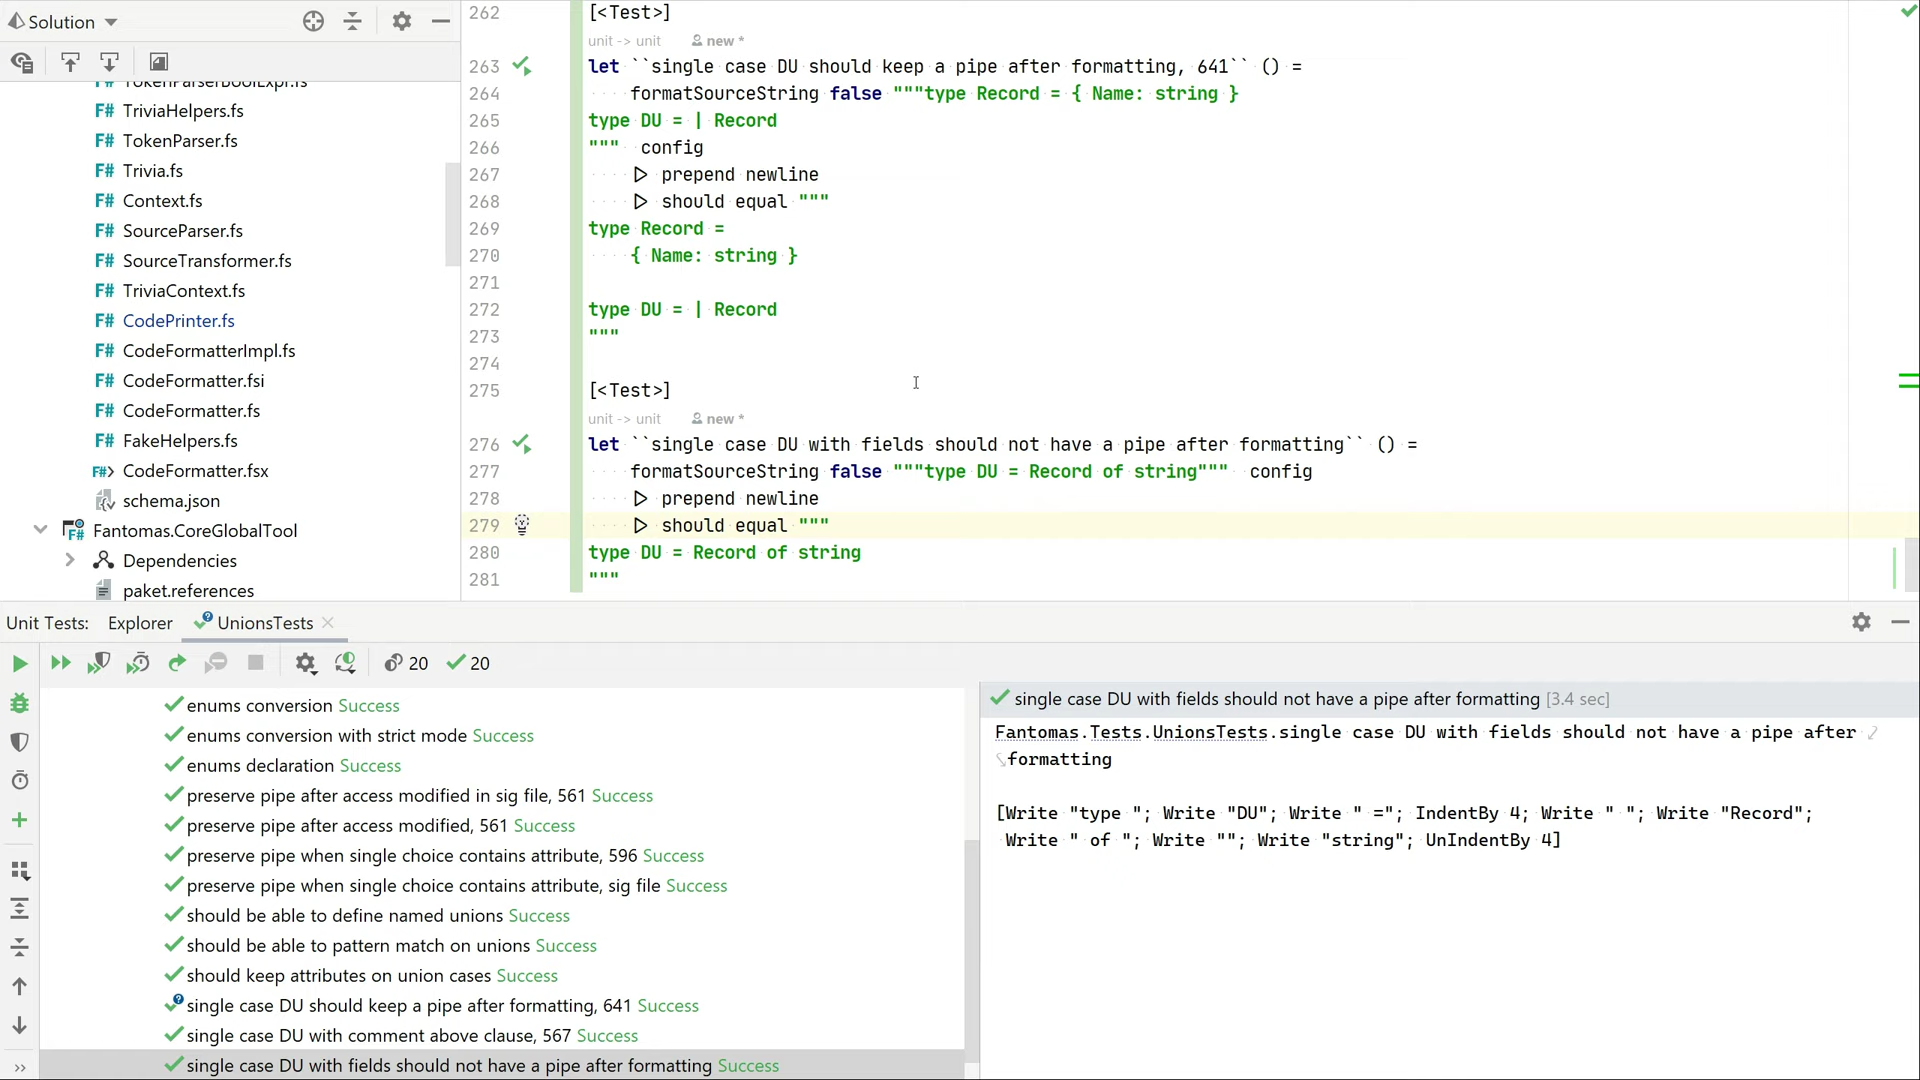 Solution
TokenParserBoolExpr.fs
F# TriviaHelpers.fs
F# TokenParser.fs
F# Trivia.fs
F# Context.fs
F# SourceParser.fs
F# SourceTransformer.fs
F# TriviaContext.fs
F# CodePrinter.fs
F# CodeFormatterImpl.fs
F# CodeFormatter.fsi
F# CodeFormatter.fs
F# FakeHelpers.fs
F#> CodeFormatter.fsx
schema.json
F# Fantomas.CoreGlobalTool
Dependencies
paket.references
262 [<Test>]
unit -> unit new *
263 let ``single case DU should keep a pipe after formatting, 641`` () =
264 formatSourceString false """type Record = { Name: string }
265 type DU = | Record
266 """ config
267 ▷ prepend newline
268 ▷ should equal """
269 type Record =
270 { Name: string }
271
272 type DU = | Record
273 """
274
275 [<Test>]
unit -> unit new *
276 let ``single case DU with fields should not have a pipe after formatting`` () =
277 formatSourceString false """type DU = Record of string""" config
278 ▷ prepend newline
279 ▷ should equal """
280 type DU = Record of string
281 """
Unit Tests: Explorer UnionsTests
20 20
enums conversion Success
enums conversion with strict mode Success
enums declaration Success
preserve pipe after access modified in sig file, 561 Success
preserve pipe after access modified, 561 Success
preserve pipe when single choice contains attribute, 596 Success
preserve pipe when single choice contains attribute, sig file Success
should be able to define named unions Success
should be able to pattern match on unions Success
should keep attributes on union cases Success
single case DU should keep a pipe after formatting, 641 Success
single case DU with comment above clause, 567 Success
single case DU with fields should not have a pipe after formatting Success
single case DU with fields should not have a pipe after formatting [3.4 sec]
Fantomas.Tests.UnionsTests.single case DU with fields should not have a pipe after
formatting
[Write "type "; Write "DU"; Write " ="; IndentBy 4; Write " "; Write "Record";
Write " of "; Write ""; Write "string"; UnIndentBy 4]